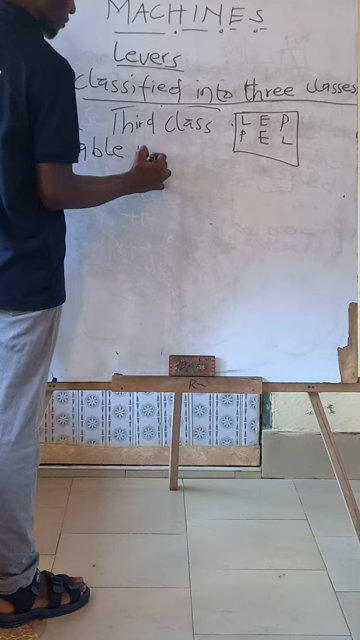 MACHINES
Levers
classified into three classes
Third class
L E P
P E L
able